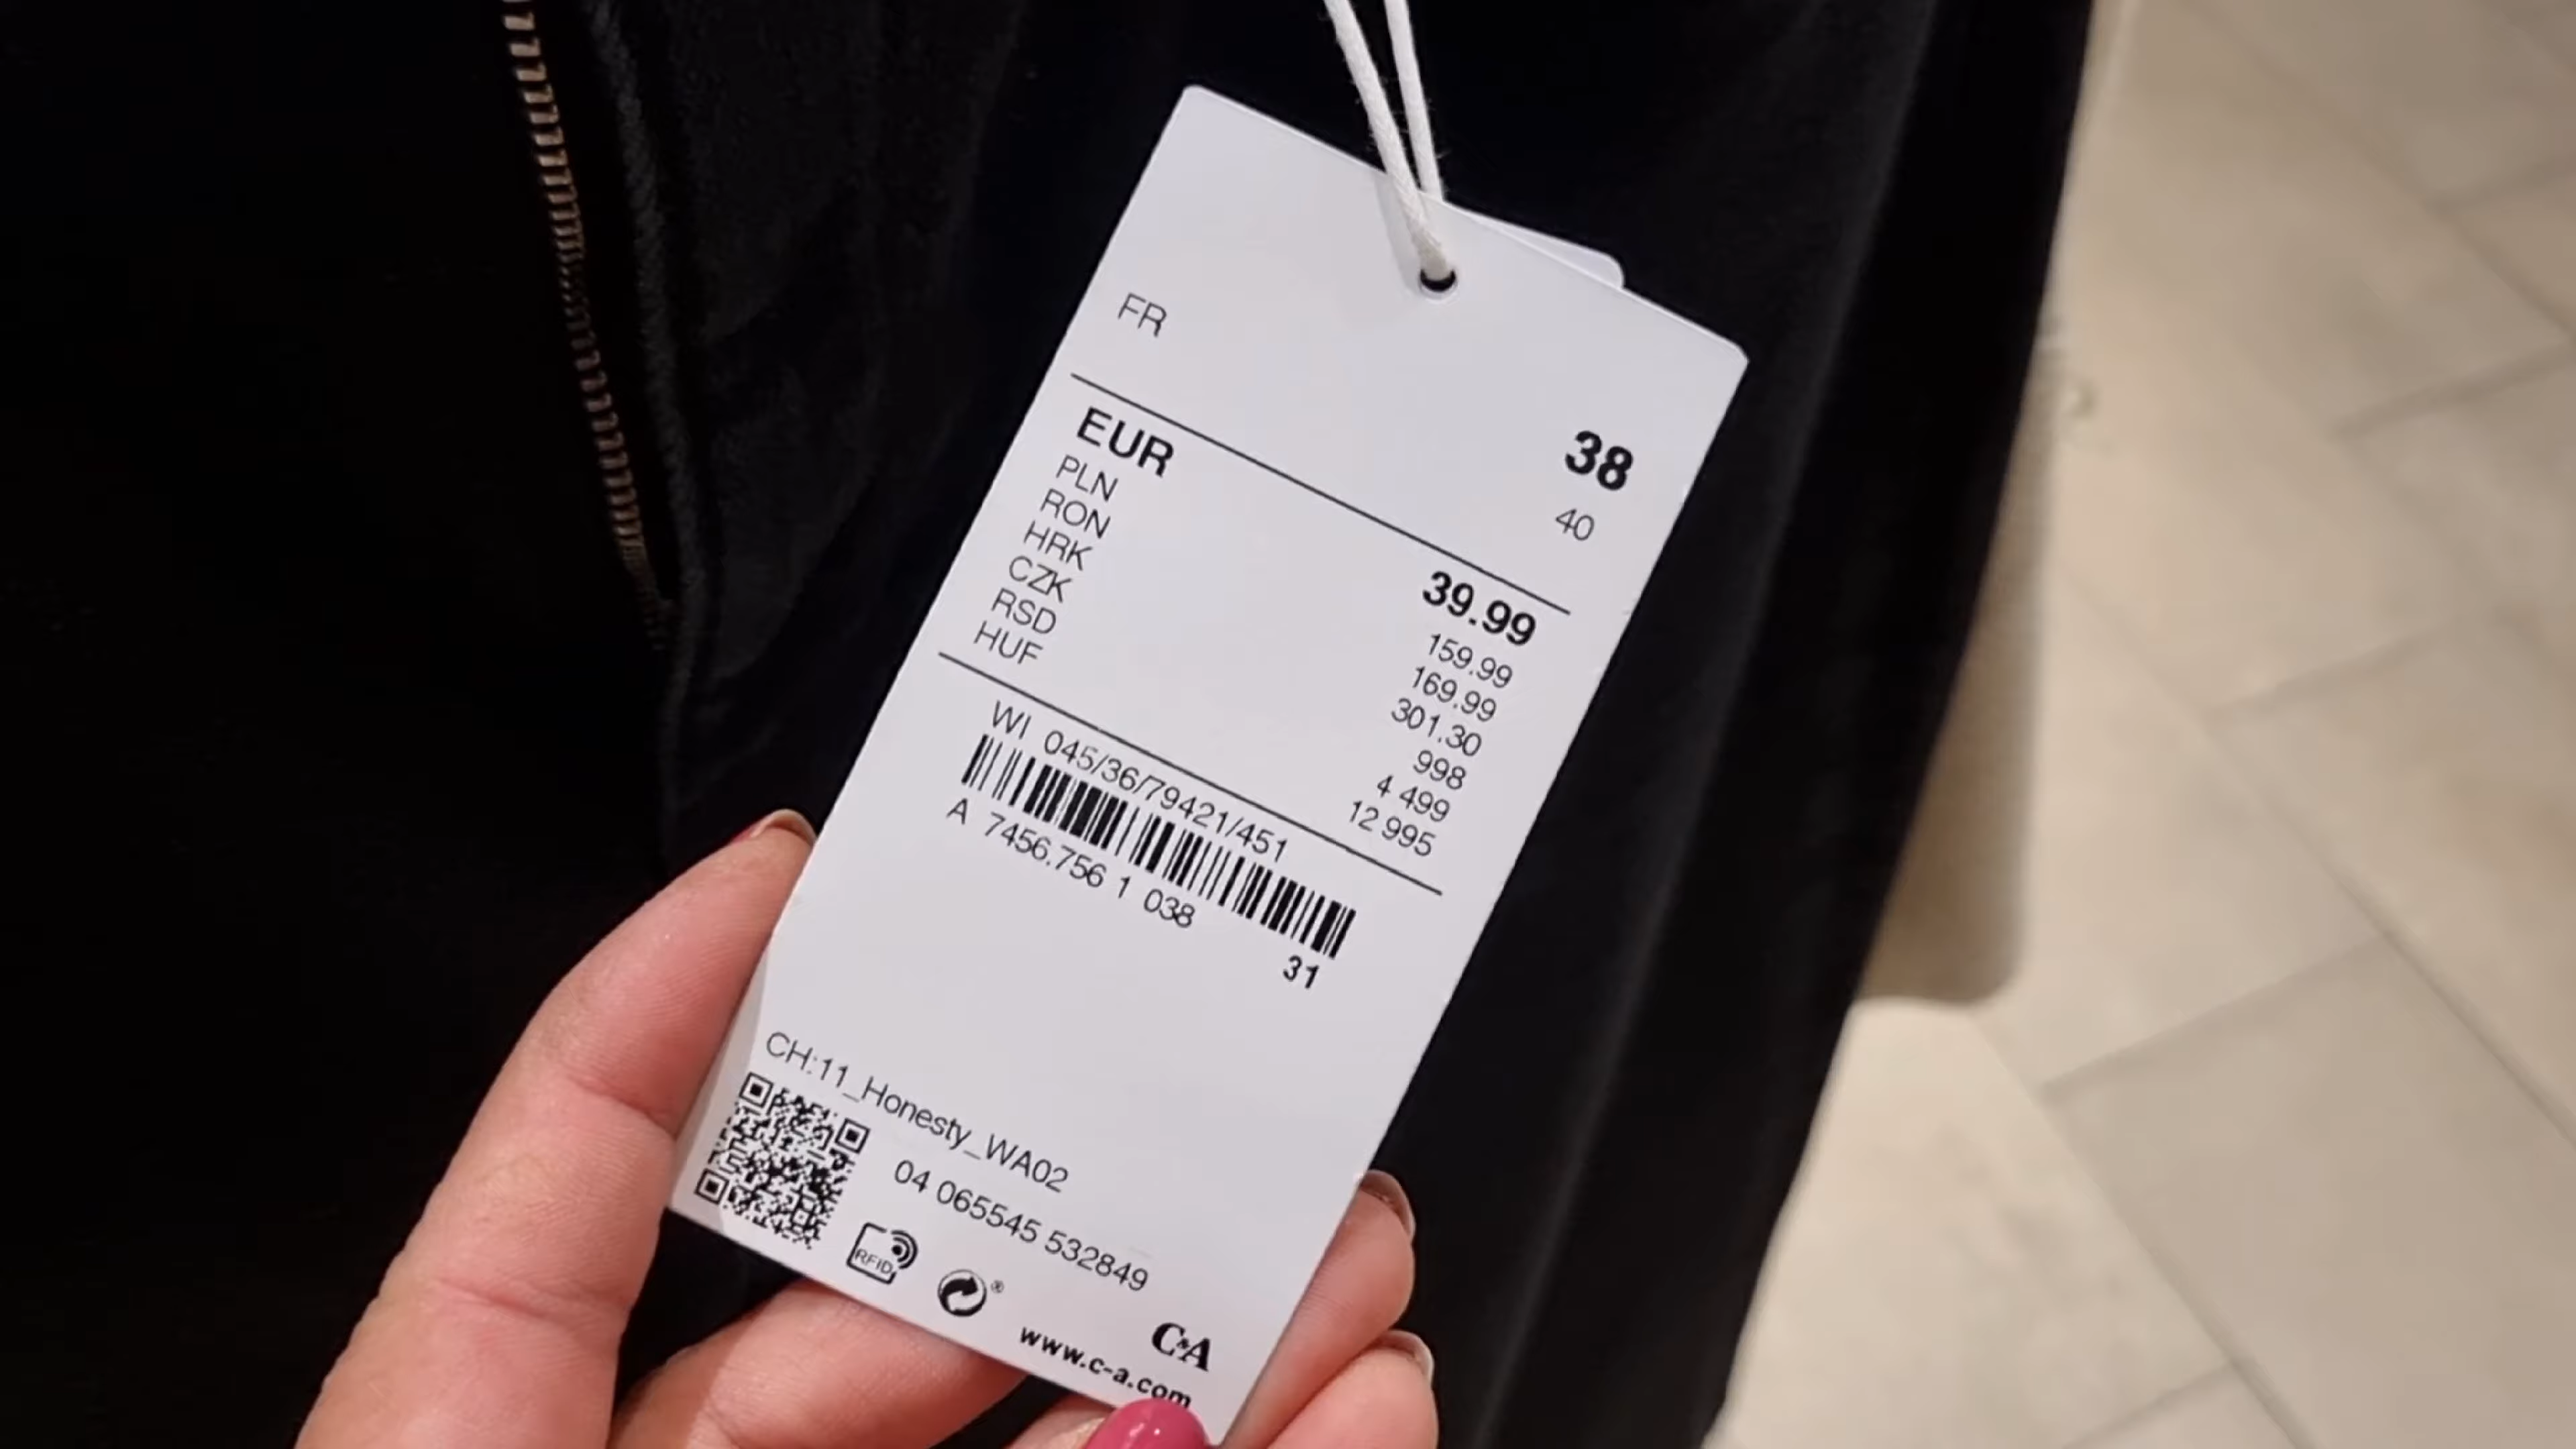 38
FR 40
EUR 39.99
PLN 159.99
RON 169.99
HRK 301.30
CZK 998
RSD 4 499
HUF 12 995
WI 045/36/79421/451
A 7456.756 1 038
31
CH:11_Honesty_WA02
04 065545 532849
RFID
®
C&A
www.c-a.com